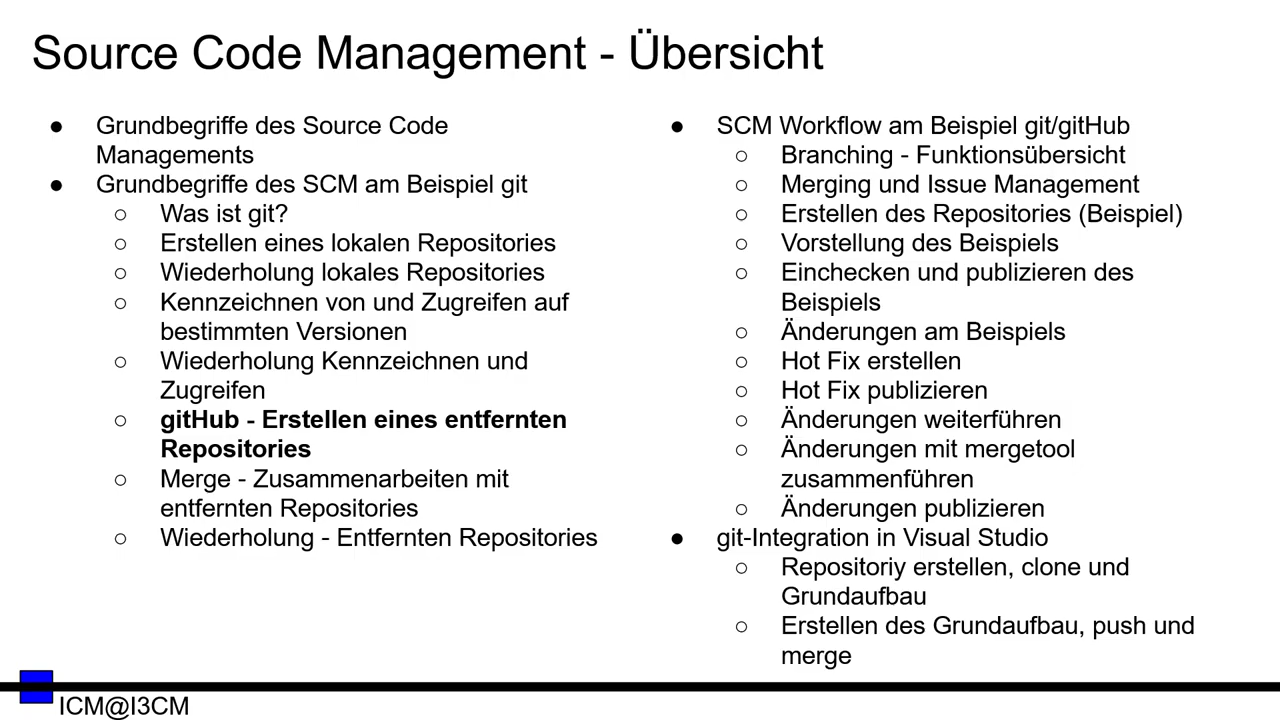 Source Code Management - Übersicht
● Grundbegriffe des Source Code
Managements
● Grundbegriffe des SCM am Beispiel git
○ Was ist git?
○ Erstellen eines lokalen Repositories
○ Wiederholung lokales Repositories
○ Kennzeichnen von und Zugreifen auf
bestimmten Versionen
○ Wiederholung Kennzeichnen und
Zugreifen
○ gitHub - Erstellen eines entfernten
Repositories
○ Merge - Zusammenarbeiten mit
entfernten Repositories
○ Wiederholung - Entfernten Repositories
● SCM Workflow am Beispiel git/gitHub
○ Branching - Funktionsübersicht
○ Merging und Issue Management
○ Erstellen des Repositories (Beispiel)
○ Vorstellung des Beispiels
○ Einchecken und publizieren des
Beispiels
○ Änderungen am Beispiels
○ Hot Fix erstellen
○ Hot Fix publizieren
○ Änderungen weiterführen
○ Änderungen mit mergetool
zusammenführen
○ Änderungen publizieren
● git-Integration in Visual Studio
○ Repositoriy erstellen, clone und
Grundaufbau
○ Erstellen des Grundaufbau, push und
merge
ICM@I3CM